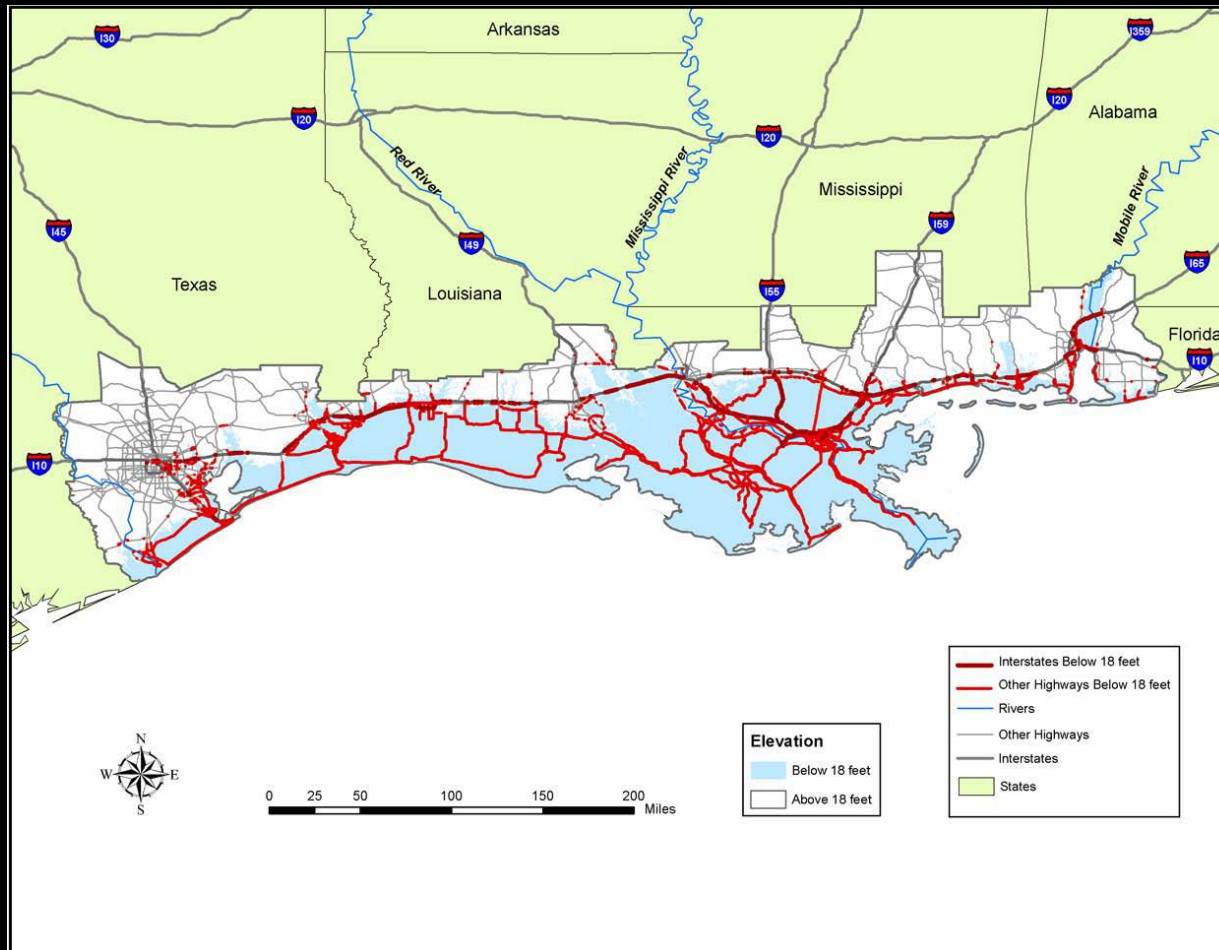 Arkansas
I30
I359
I20
I20
I20
Alabama
Red River
Mississippi River
Mississippi
Mobile River
I45
I49
I59
I65
Texas
Louisiana
I55
Florida
I10
I10
Interstates Below 18 feet
Other Highways Below 18 feet
Rivers
Other Highways
Interstates
States
Elevation
Below 18 feet
Above 18 feet
N
W E
S
0 25 50 100 150 200
Miles